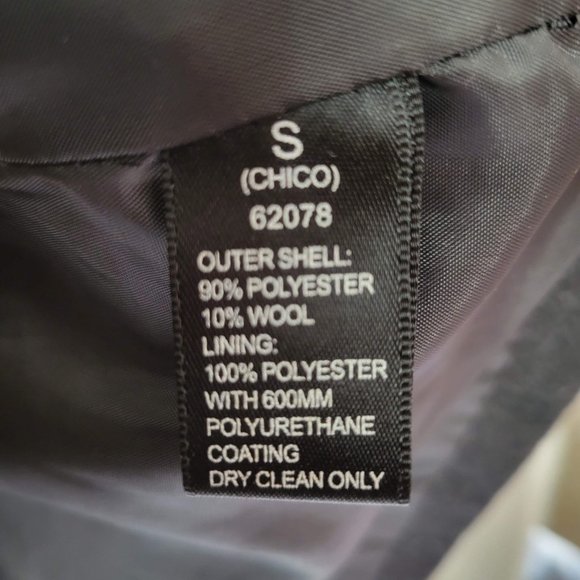 S
(CHICO)
62078
OUTER SHELL:
90% POLYESTER
10% WOOL
LINING:
100% POLYESTER
WITH 600MM
POLYURETHANE
COATING
DRY CLEAN ONLY